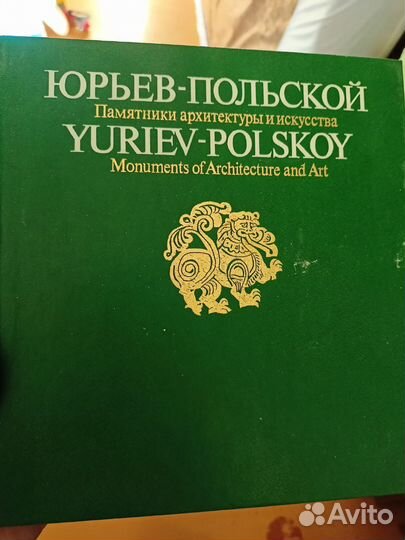 ЮРЬЕВ-ПОЛЬСКОЙ
Памятники архитектуры и искусства
YURIEV-POLSKOY
Monuments of Architecture and Art
Avito